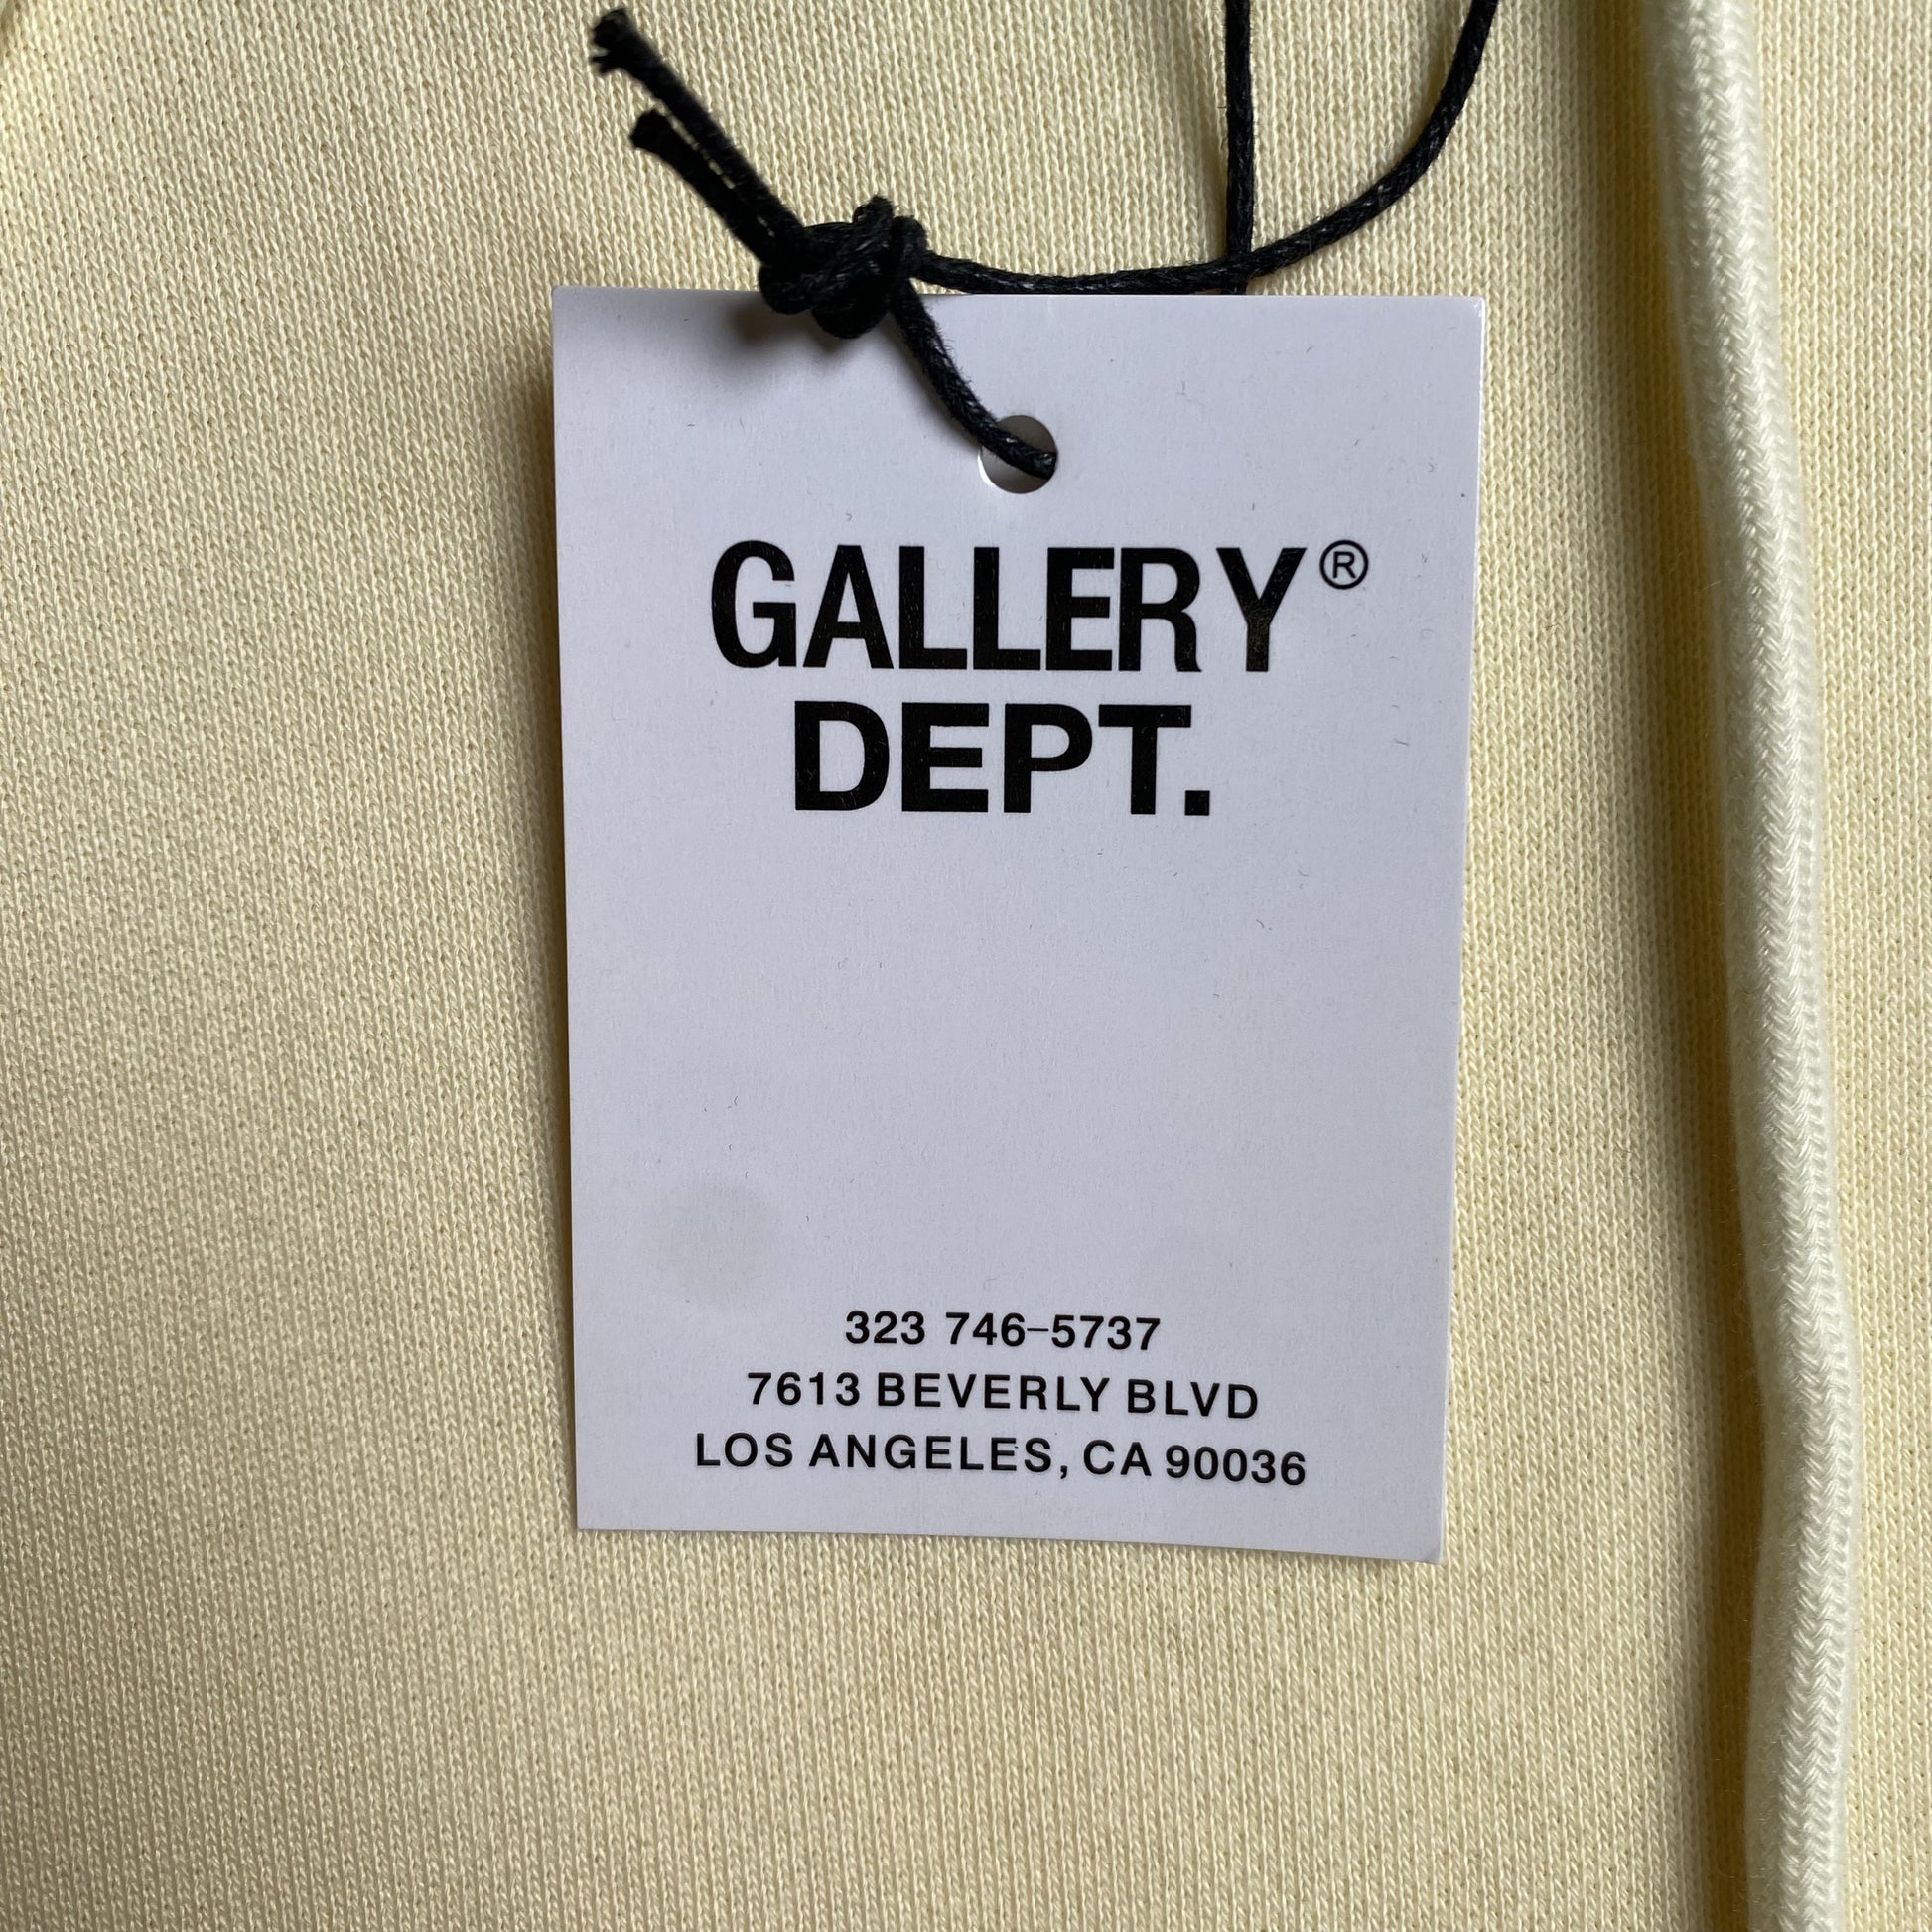 GALLERY®
DEPT.
323 746-5737
7613 BEVERLY BLVD
LOS ANGELES, CA 90036